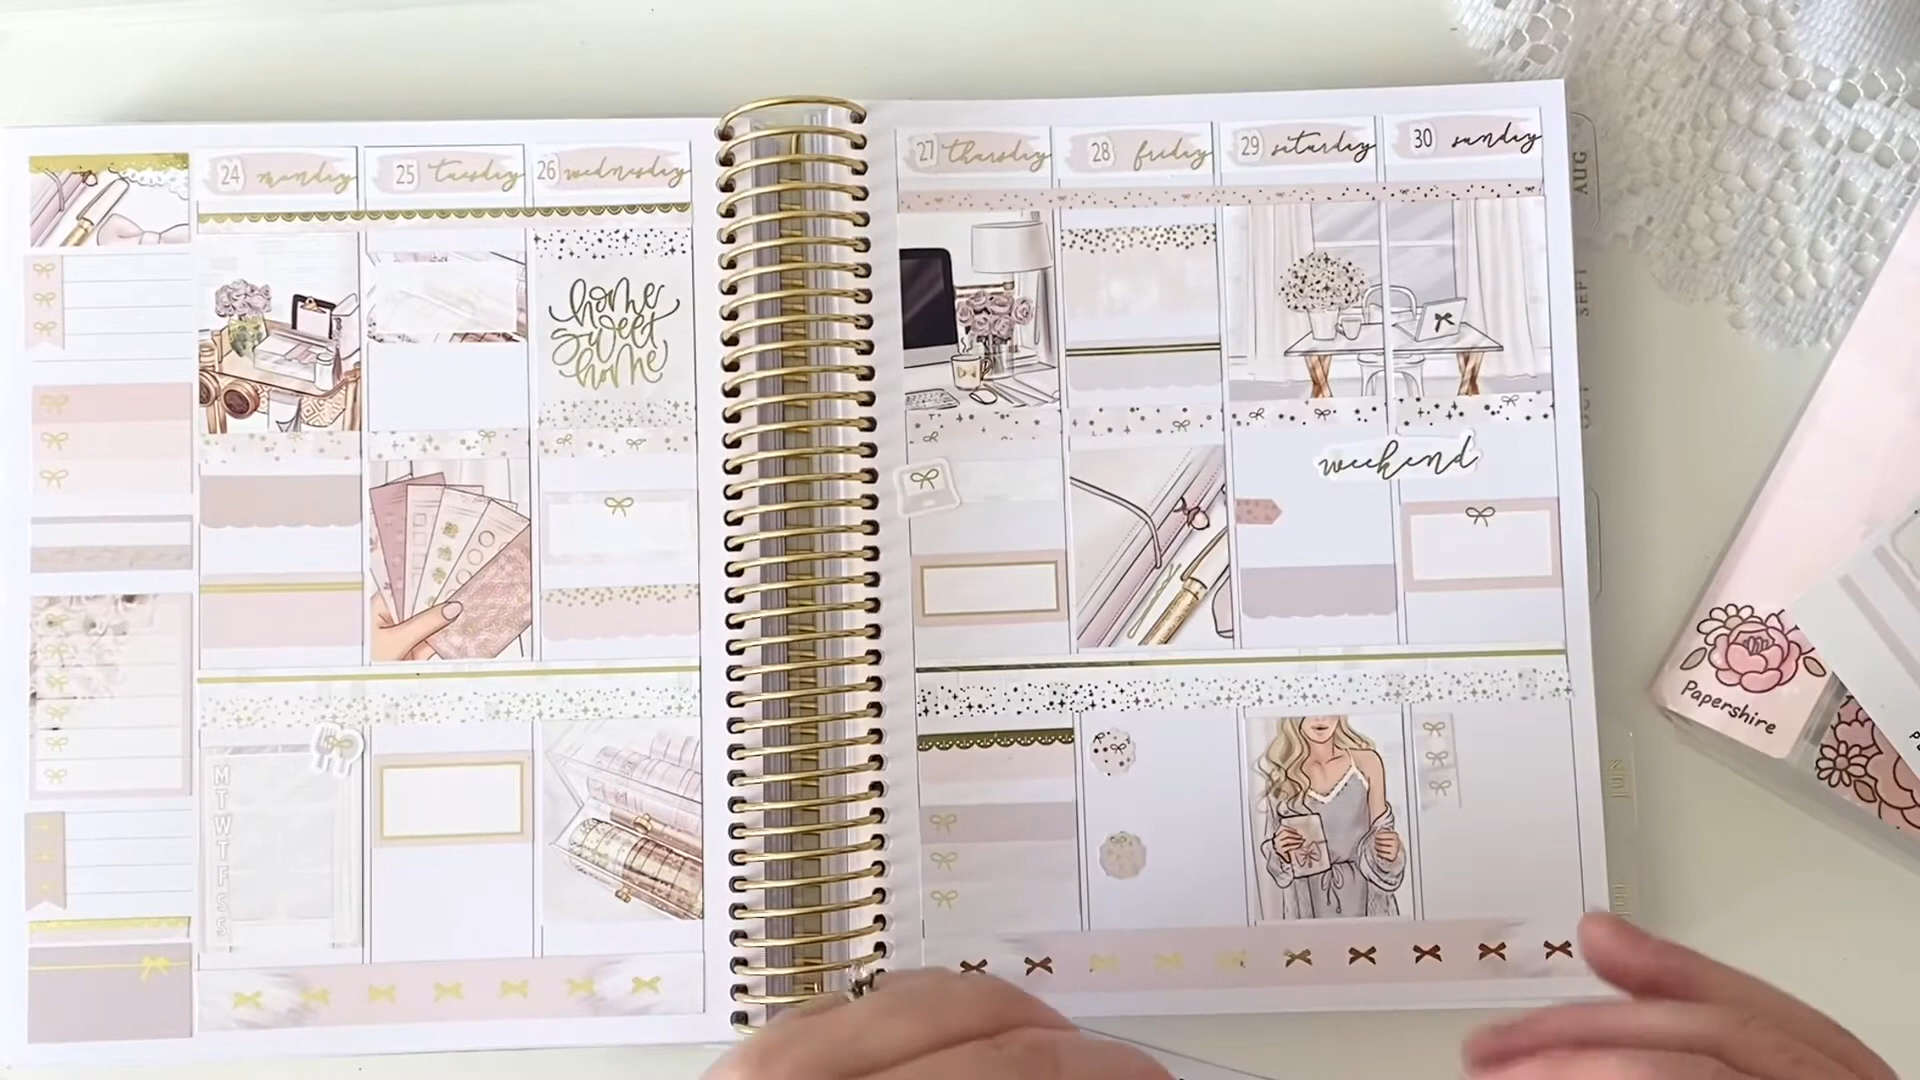 24 monday
25 tuesday
26 wednesday
27 thursday
28 friday
29 saturday
30 sunday
home
sweet
home
weekend
M
T
W
T
F
S
S
AUG
SEPT
OCT
JUN
Papershire